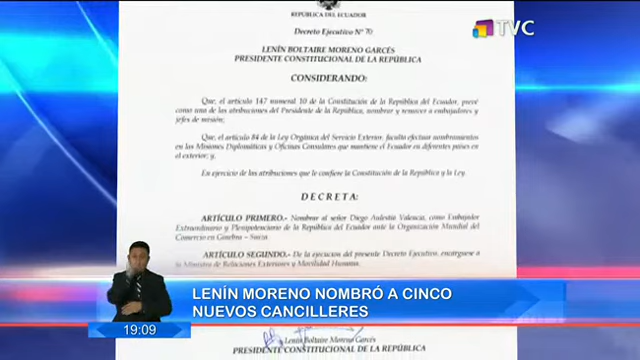 REPÚBLICA DEL ECUADOR
TVC
Decreto Ejecutivo Nº 70
LENÍN BOLTAIRE MORENO GARCÉS
PRESIDENTE CONSTITUCIONAL DE LA REPÚBLICA
CONSIDERANDO:
Que, el artículo 147 numeral 10 de la Constitución de la República del Ecuador, prevé
como una de las atribuciones del Presidente de la República, nombrar y remover a embajadores y
jefes de misión;
Que, el artículo 84 de la Ley Orgánica del Servicio Exterior, faculta efectuar nombramientos
en las Misiones Diplomáticas y Oficinas Consulares que mantiene el Ecuador en diferentes países en
el exterior; y,
En ejercicio de las atribuciones que le confiere la Constitución de la República y la Ley
DECRETA:
ARTÍCULO PRIMERO.- Nombrar al señor Diego Aulestia Valencia, como Embajador
Extraordinario y Plenipotenciario de la República del Ecuador ante la Organización Mundial del
Comercio en Ginebra – Suiza.
ARTÍCULO SEGUNDO.- De la ejecución del presente Decreto Ejecutivo, encárguese a
la Ministra de Relaciones Exteriores y Movilidad Humana.
LENÍN MORENO NOMBRÓ A CINCO
NUEVOS CANCILLERES
19:09
Lenín Boltaire Moreno Garcés
PRESIDENTE CONSTITUCIONAL DE LA REPÚBLICA